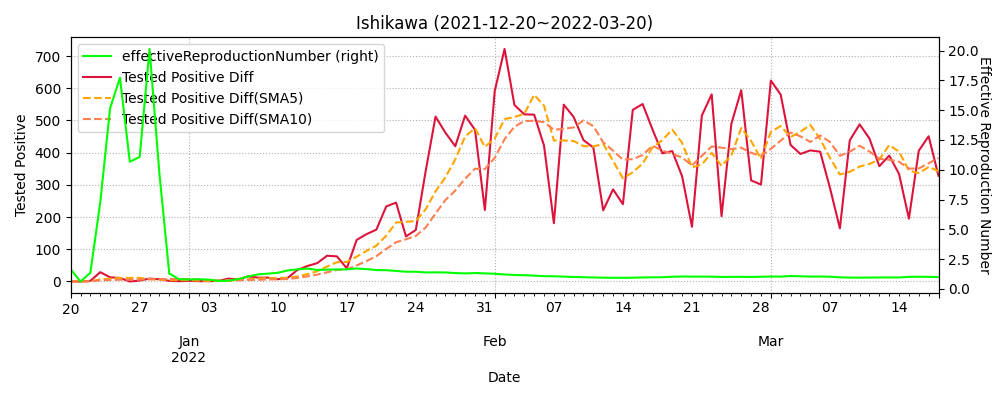 Ishikawa (2021-12-20~2022-03-20)
effectiveReproductionNumber (right)
Tested Positive Diff
Tested Positive Diff(SMA5)
Tested Positive Diff(SMA10)
Tested Positive
700
600
500
400
300
200
100
0
20.0
17.5
15.0
12.5
10.0
7.5
5.0
2.5
0.0
Effective Reproduction Number
20 27 03 10 17 24 31 07 14 21 28 07 14
Jan Feb Mar
2022
Date